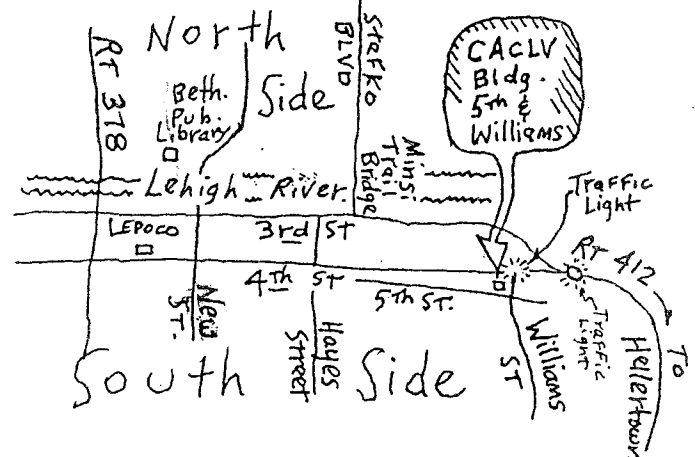 North
Side
RT 378
Beth.
Pub.
Library
Stefko
BLVD
CACLV
Bldg.
5th &
Williams
Minsi
Trail
Bridge
Lehigh River
Traffic
Light
LEPOCO
3rd ST
4th ST
5th ST.
New
ST.
Hayes
Street
Williams
ST
Traffic
Light
RT 412
To
Hellertown
South Side